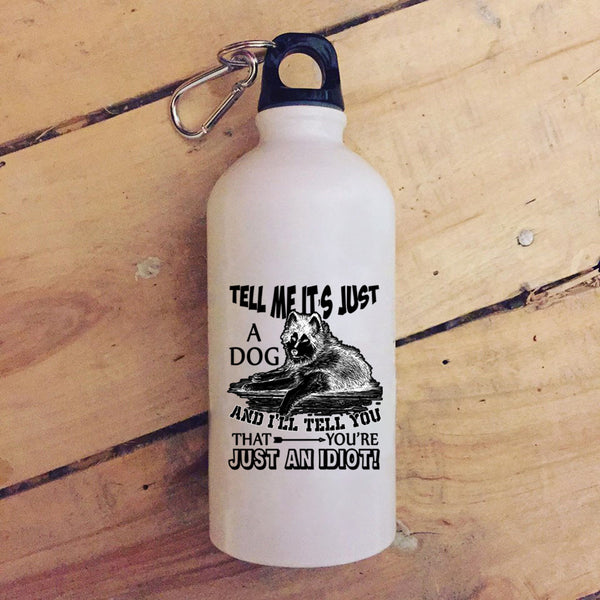 TELL ME IT'S JUST
A
DOG
AND I'LL TELL YOU
THAT YOU'RE
JUST AN IDIOT!